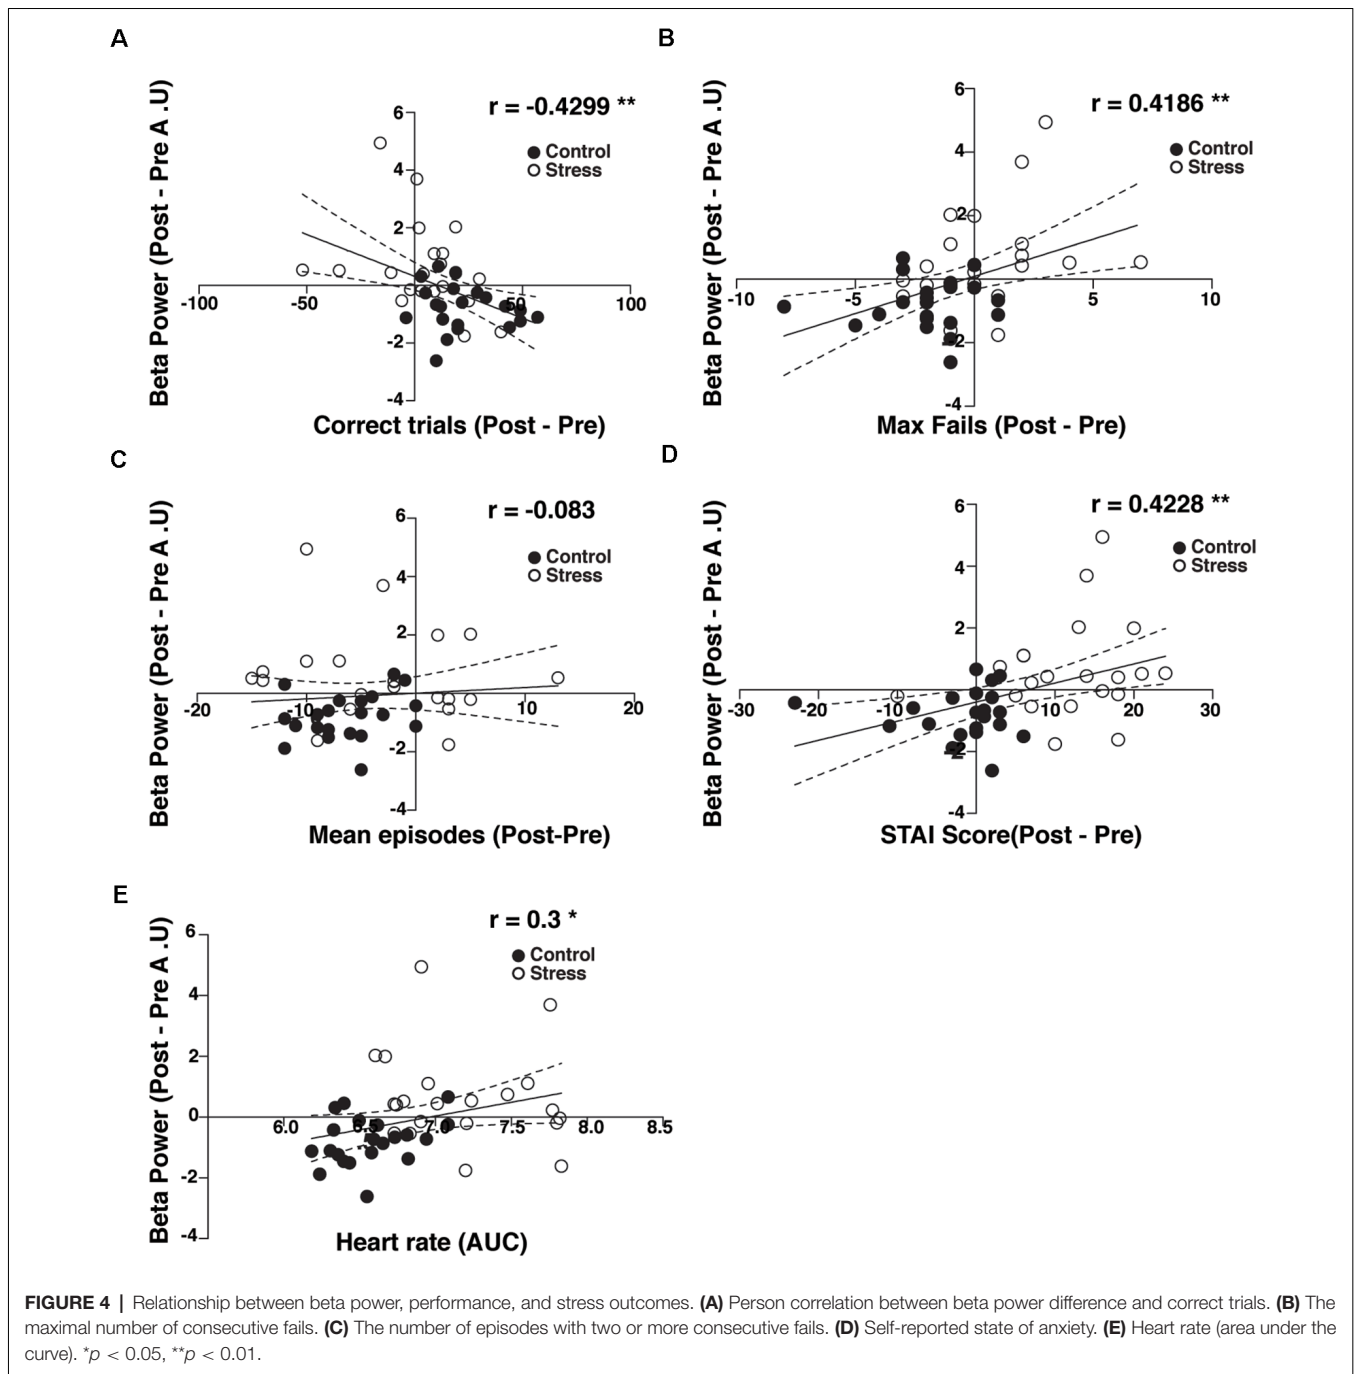 A
Beta Power (Post - Pre A .U)
r = -0.4299 **
Control
Stress
6
4
2
-2
-4
-100
-50
50
100
Correct trials (Post - Pre)
B
Beta Power (Post - Pre A .U)
r = 0.4186 **
Control
Stress
6
4
2
-2
-4
-10
-5
5
10
Max Fails (Post - Pre)
C
Beta Power (Post - Pre A .U)
r = -0.083
Control
Stress
6
4
2
-2
-4
-20
-10
10
20
Mean episodes (Post-Pre)
D
Beta Power (Post - Pre A .U)
r = 0.4228 **
Control
Stress
6
4
2
-2
-4
-30
-20
-10
10
20
30
STAI Score(Post - Pre)
E
Beta Power (Post - Pre A .U)
r = 0.3 *
Control
Stress
6
4
2
0
-2
-4
6.0
6.5
7.0
7.5
8.0
8.5
Heart rate (AUC)
FIGURE 4 | Relationship between beta power, performance, and stress outcomes. (A) Person correlation between beta power difference and correct trials. (B) The
maximal number of consecutive fails. (C) The number of episodes with two or more consecutive fails. (D) Self-reported state of anxiety. (E) Heart rate (area under the
curve). *p < 0.05, **p < 0.01.